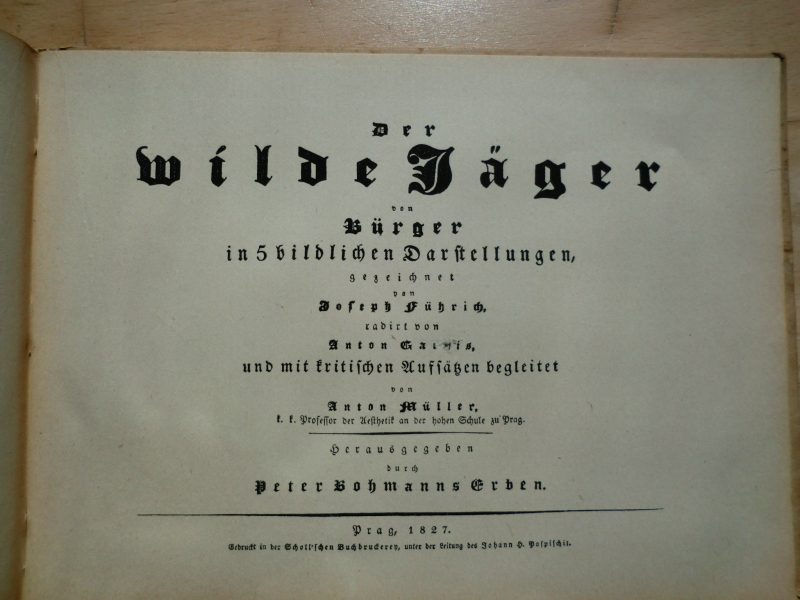 Der
wilde Jäger
von
Bürger
in 5 bildlichen Darſtellungen,
gezeichnet
von
Joſeph Führich,
radirt von
Anton
und mit kritiſchen Aufſätzen begleitet
von
Anton Müller,
k. k. Profeſſor der Aeſthetik an der hohen Schule zu Prag.
Herausgegeben
durch
Peter Bohmanns Erben.
Prag, 1827.
Gedruckt in der Scholl'ſchen Buchdruckerey, unter der Leitung des Johann H. Poſpiſchil.